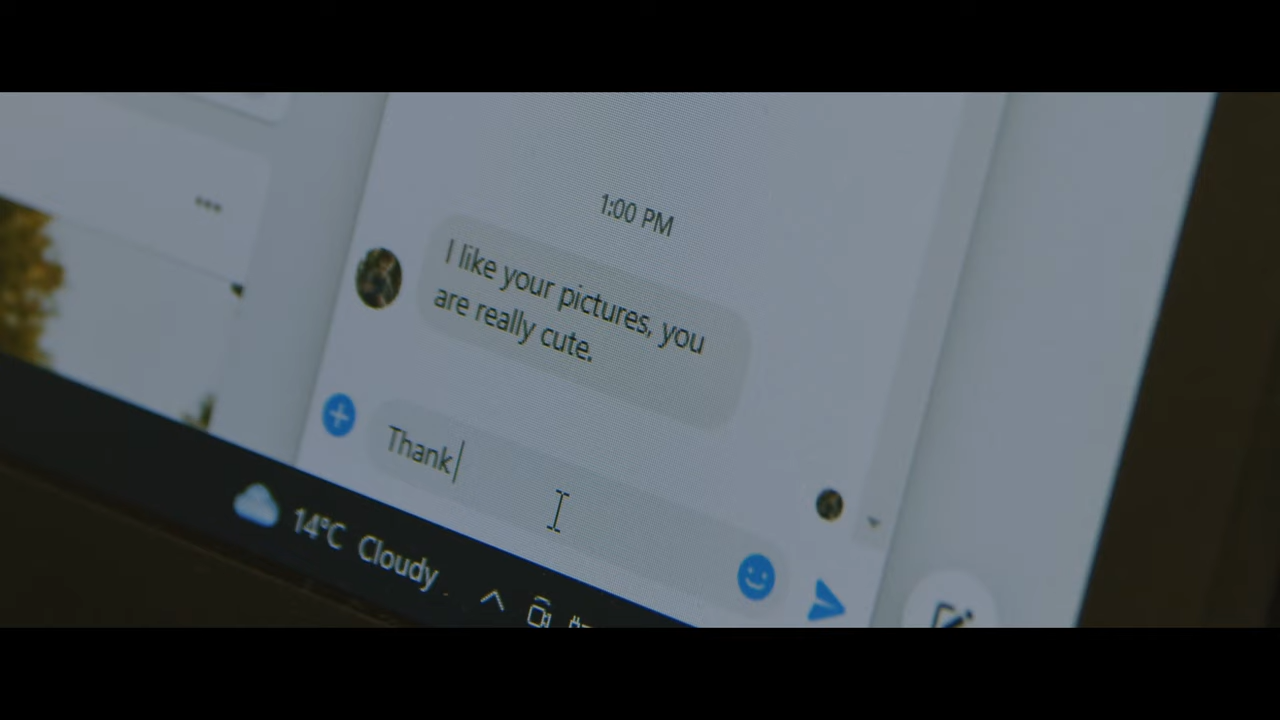 1:00 PM
I like your pictures, you
are really cute.
Thank
14°C Cloudy